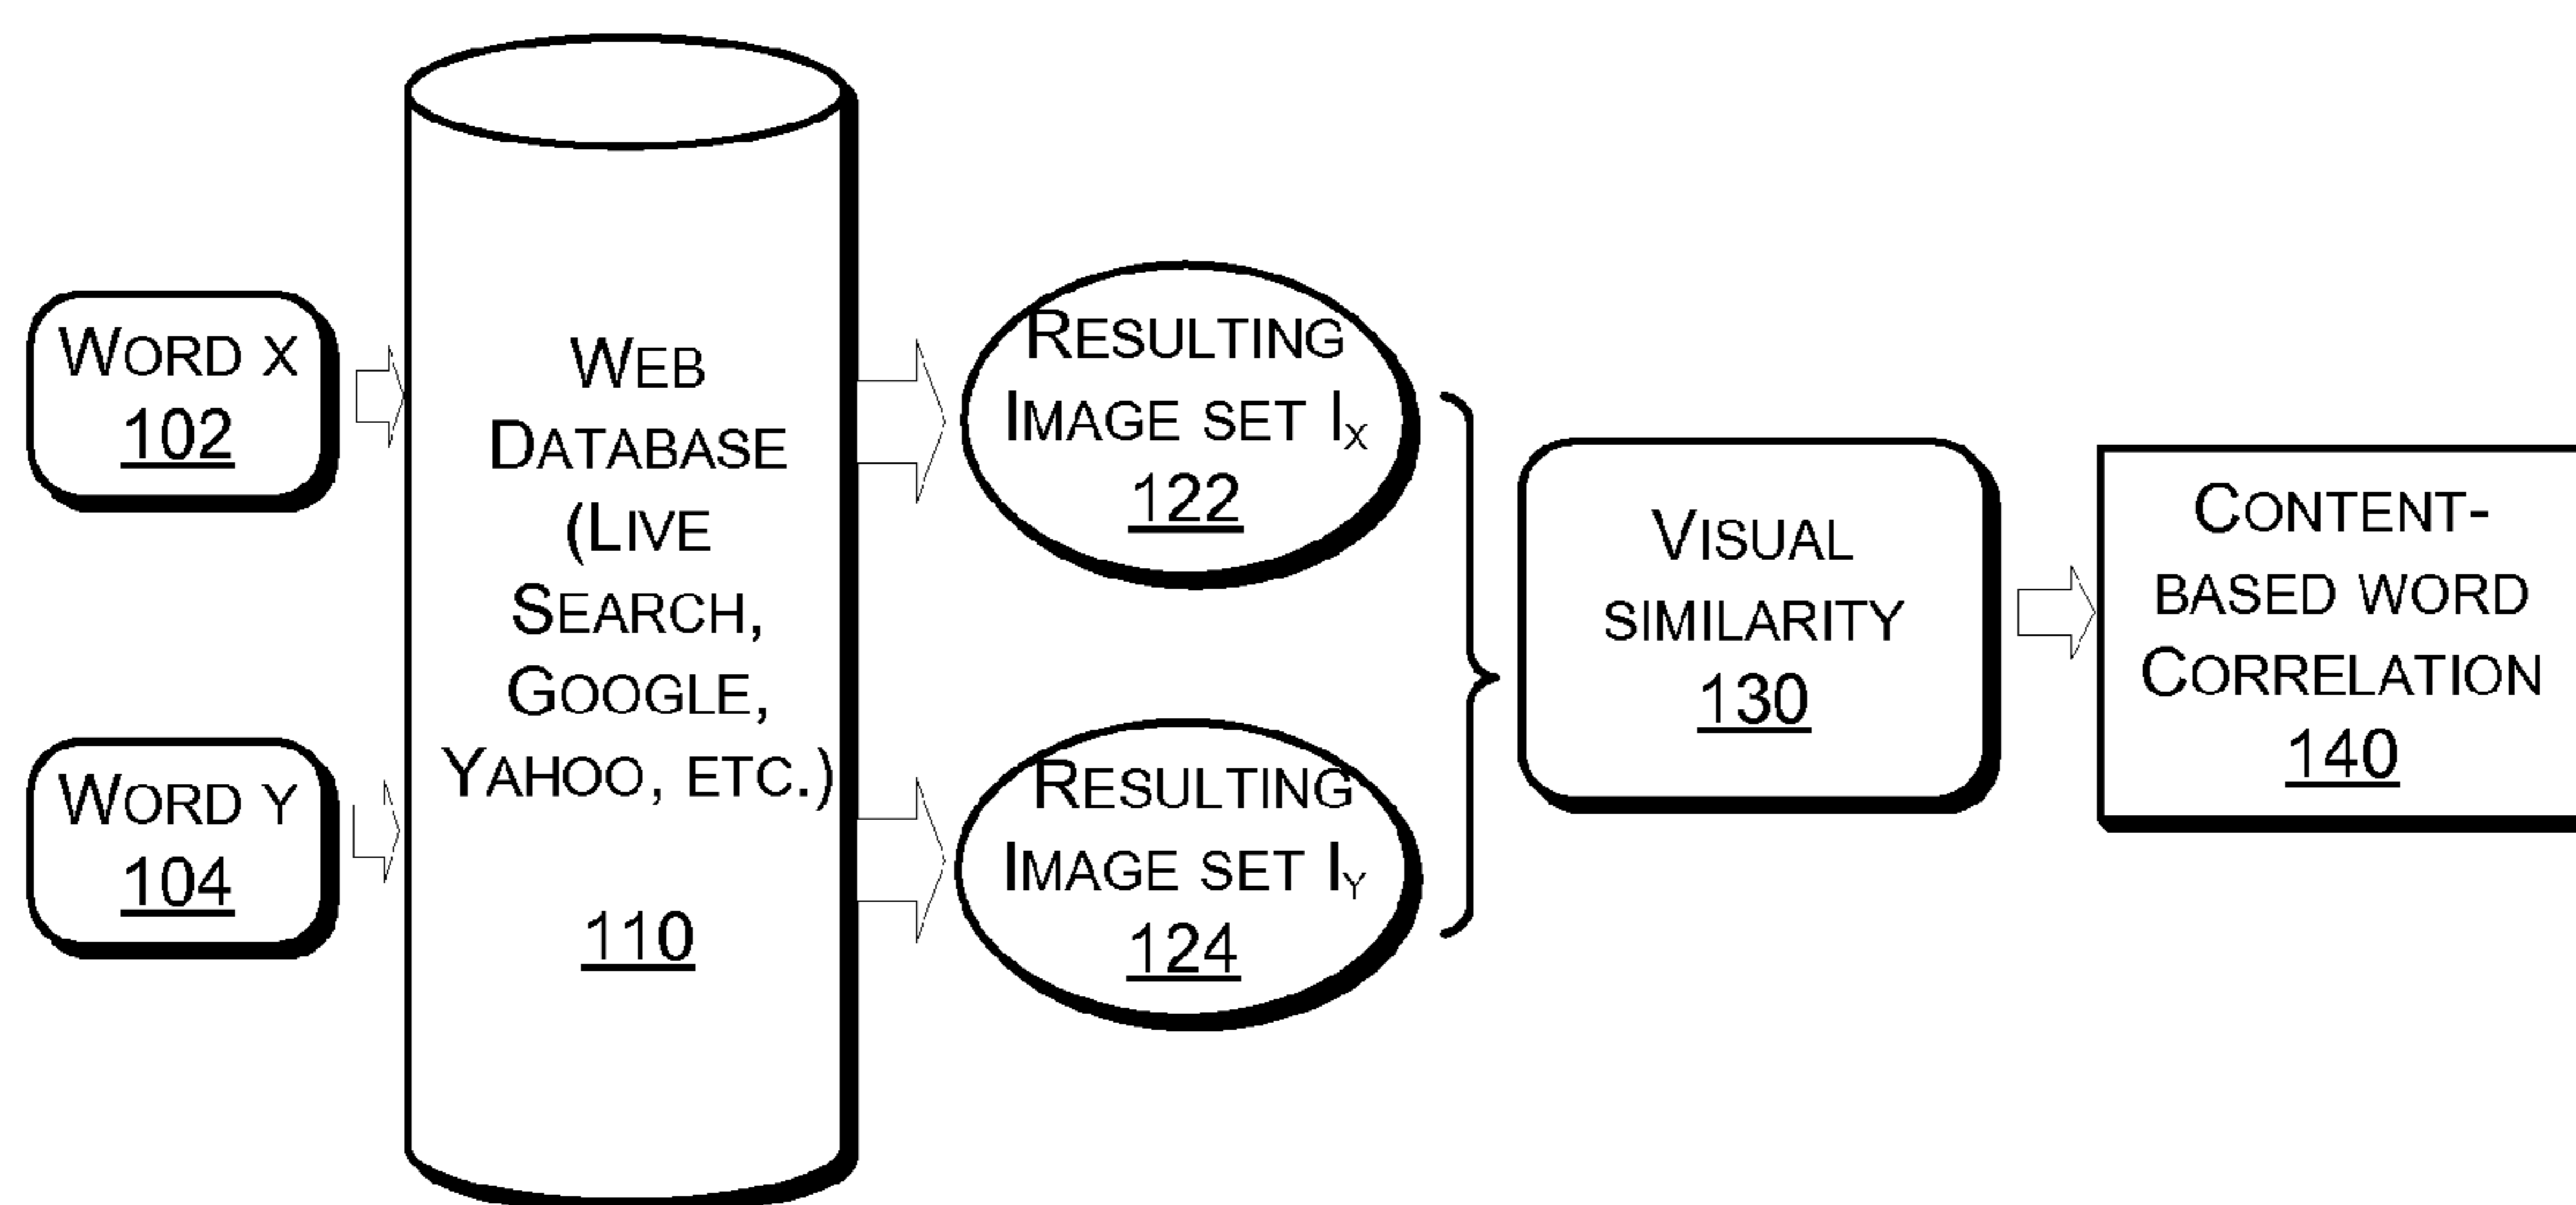 WORD X
102
WORD Y
104
WEB
DATABASE
(LIVE
SEARCH,
GOOGLE,
YAHOO, ETC.)
110
RESULTING
IMAGE SET IX
122
RESULTING
IMAGE SET IY
124
VISUAL
SIMILARITY
130
CONTENT-
BASED WORD
CORRELATION
140